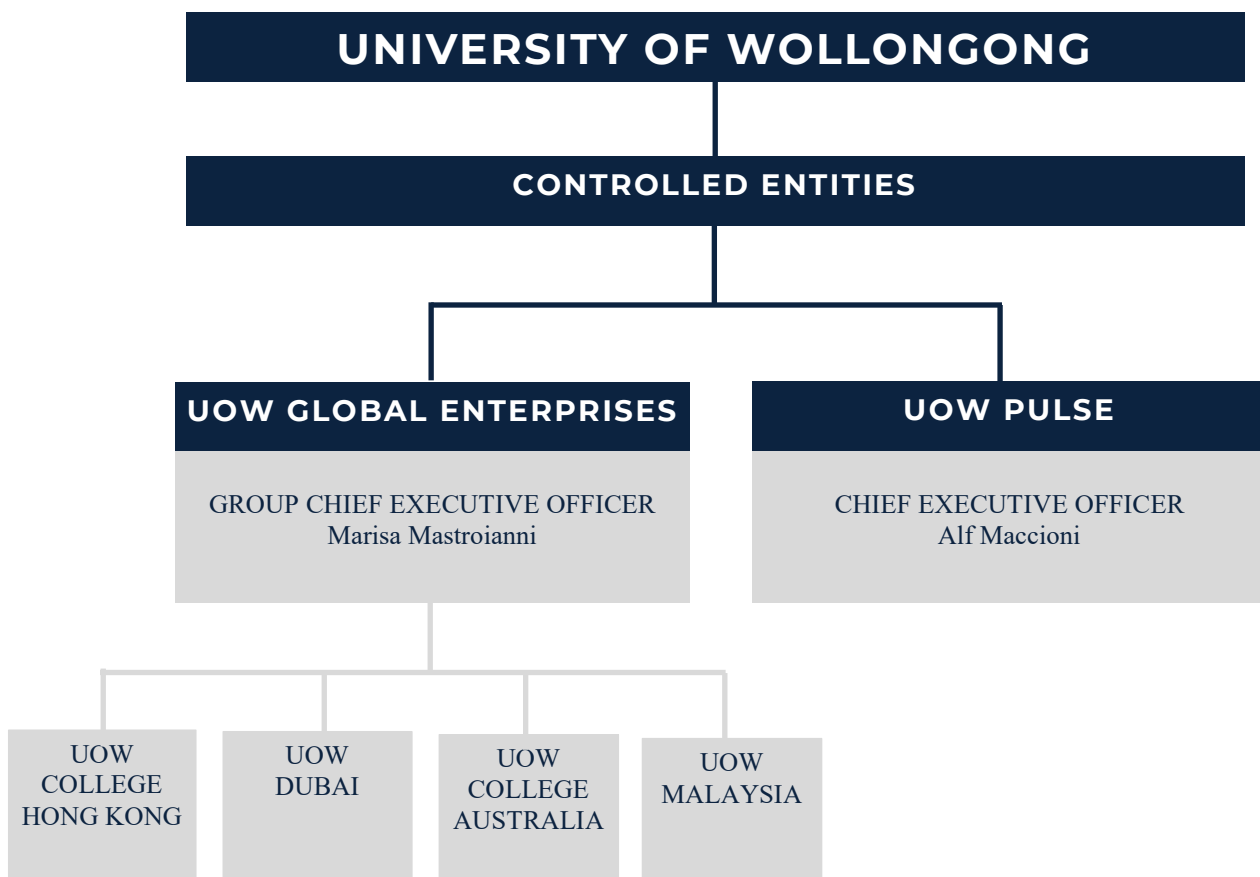 UNIVERSITY OF WOLLONGONG
CONTROLLED ENTITIES
UOW GLOBAL ENTERPRISES
GROUP CHIEF EXECUTIVE OFFICER
Marisa Mastroianni
UOW PULSE
CHIEF EXECUTIVE OFFICER
Alf Maccioni
UOW
COLLEGE
HONG KONG
UOW
DUBAI
UOW
COLLEGE
AUSTRALIA
UOW
MALAYSIA